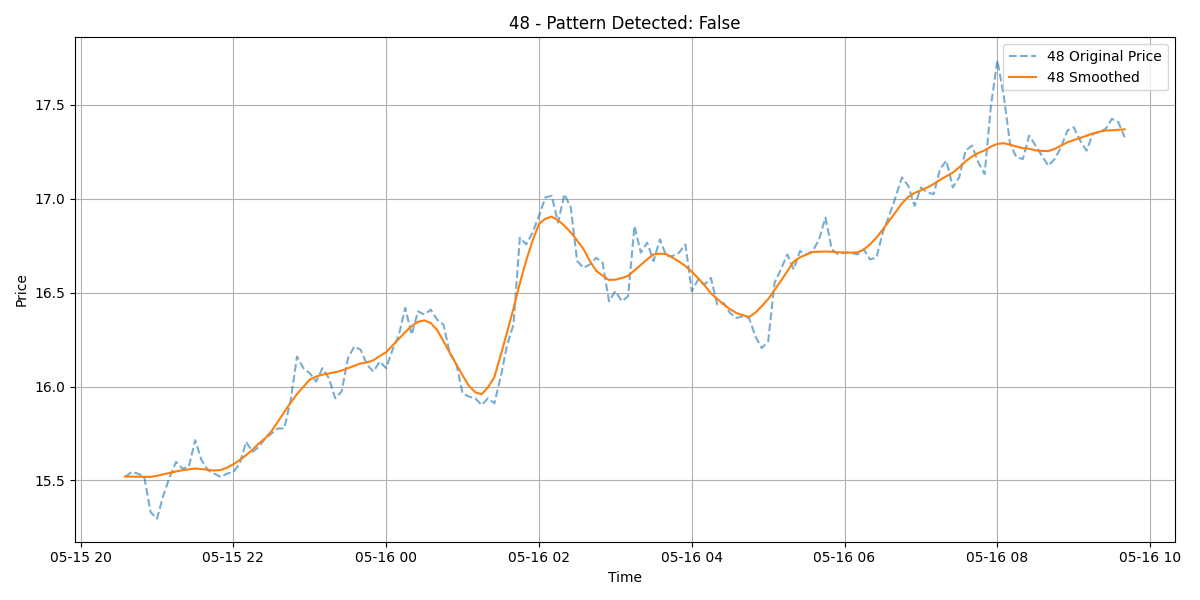 48 - Pattern Detected: False
48 Original Price
48 Smoothed
Price
17.5
17.0
16.5
16.0
15.5
05-15 20
05-15 22
05-16 00
05-16 02
05-16 04
05-16 06
05-16 08
05-16 10
Time